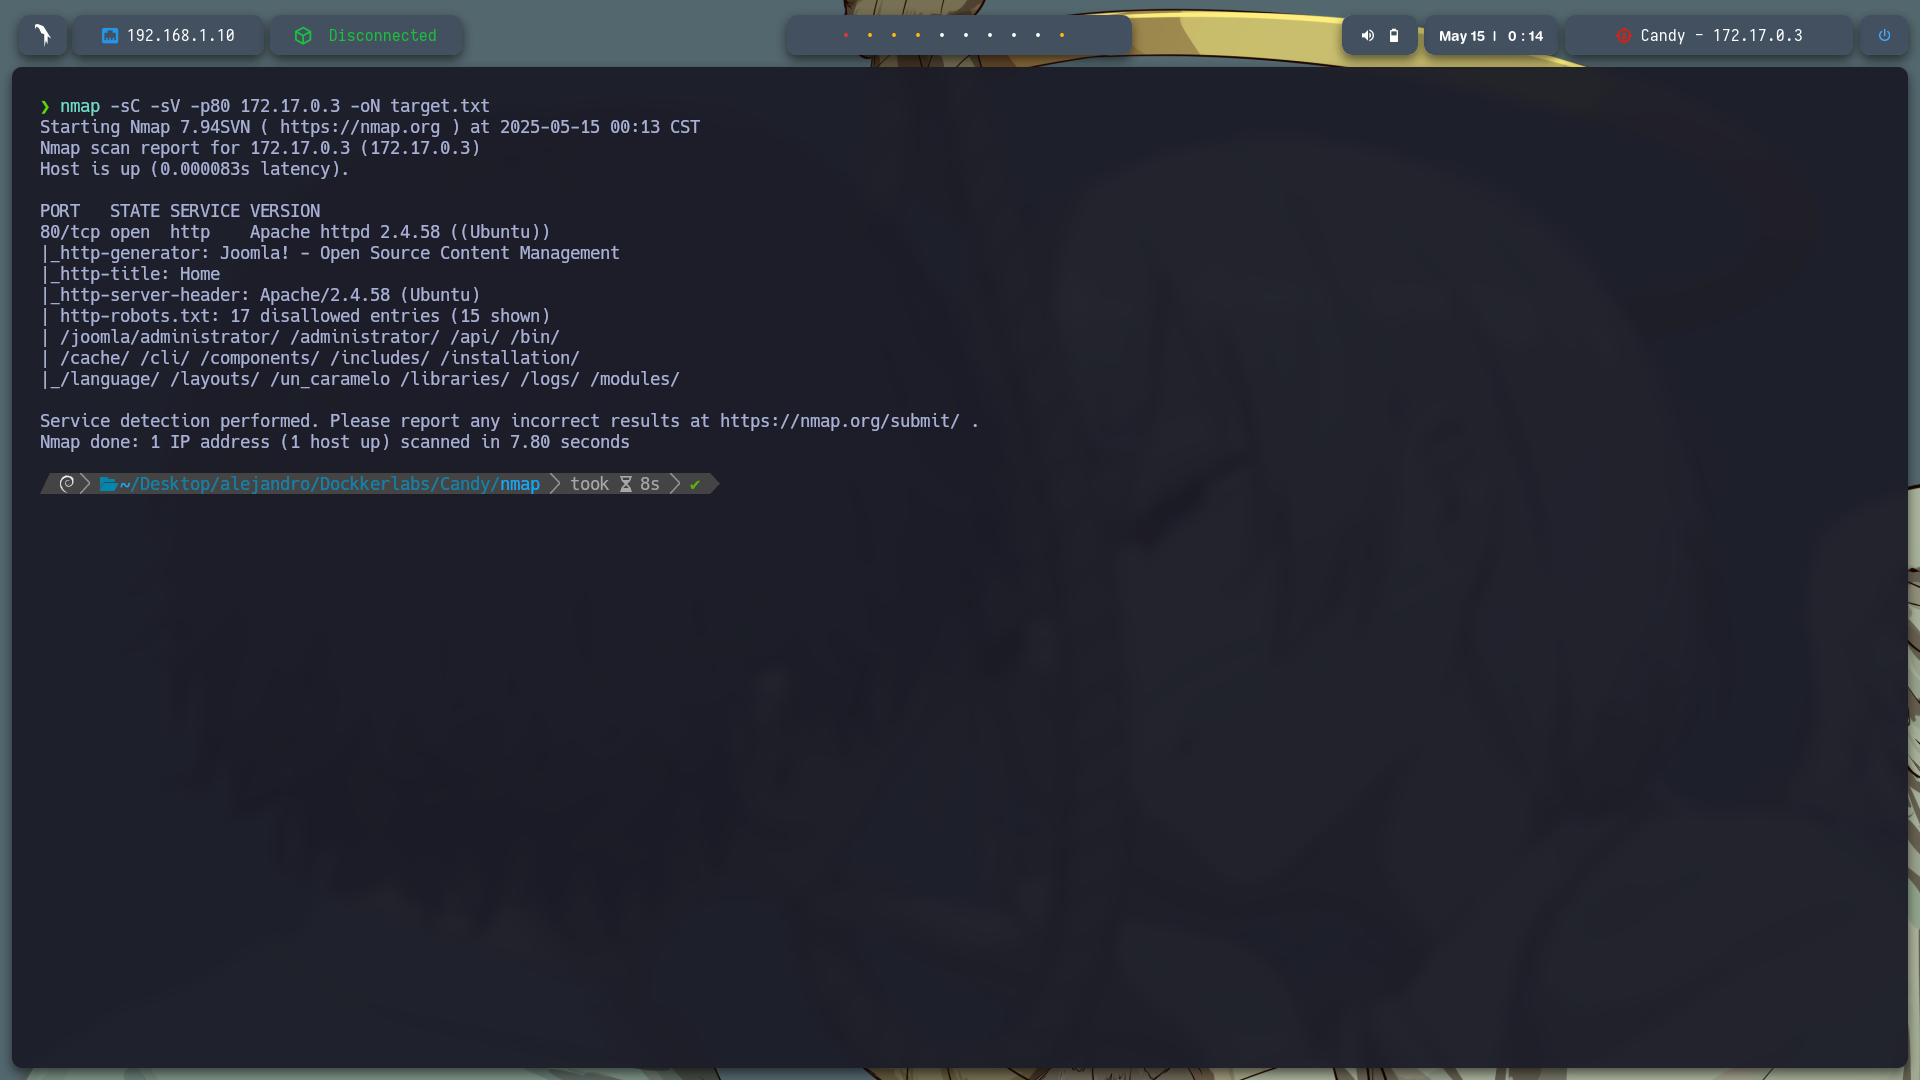 192.168.1.10 Disconnected May 15 | 0 : 14 Candy - 172.17.0.3
❯ nmap -sC -sV -p80 172.17.0.3 -oN target.txt
Starting Nmap 7.94SVN ( https://nmap.org ) at 2025-05-15 00:13 CST
Nmap scan report for 172.17.0.3 (172.17.0.3)
Host is up (0.000083s latency).
PORT   STATE SERVICE VERSION
80/tcp open  http    Apache httpd 2.4.58 ((Ubuntu))
|_http-generator: Joomla! - Open Source Content Management
|_http-title: Home
|_http-server-header: Apache/2.4.58 (Ubuntu)
| http-robots.txt: 17 disallowed entries (15 shown)
| /joomla/administrator/ /administrator/ /api/ /bin/
| /cache/ /cli/ /components/ /includes/ /installation/
|_/language/ /layouts/ /un_caramelo /libraries/ /logs/ /modules/
Service detection performed. Please report any incorrect results at https://nmap.org/submit/ .
Nmap done: 1 IP address (1 host up) scanned in 7.80 seconds
~/Desktop/alejandro/Dockkerlabs/Candy/nmap took 8s ✔